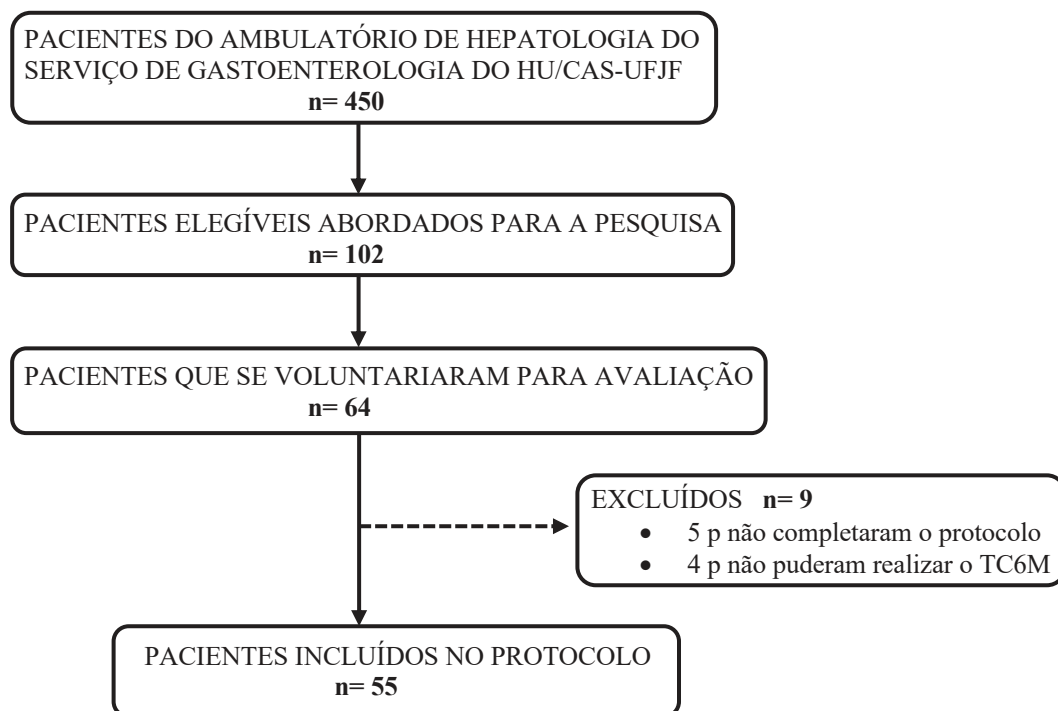 PACIENTES DO AMBULATÓRIO DE HEPATOLOGIA DO
SERVIÇO DE GASTOENTEROLOGIA DO HU/CAS-UFJF
n= 450
PACIENTES ELEGÍVEIS ABORDADOS PARA A PESQUISA
n= 102
PACIENTES QUE SE VOLUNTARIARAM PARA AVALIAÇÃO
n= 64
EXCLUÍDOS n= 9
• 5 p não completaram o protocolo
• 4 p não puderam realizar o TC6M
PACIENTES INCLUÍDOS NO PROTOCOLO
n= 55